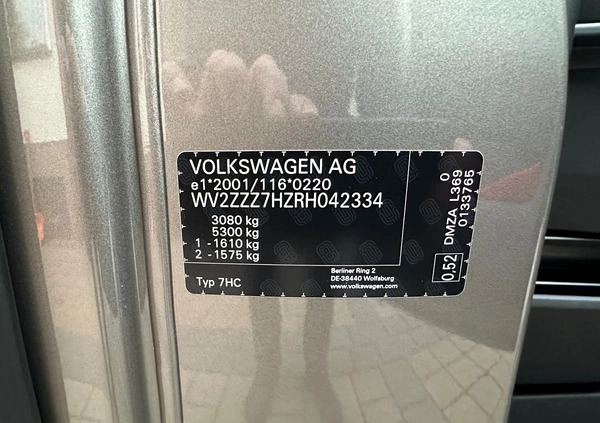 VOLKSWAGEN AG
e1*2001/116*0220
WV2ZZZ7HZRH042334
3080 kg
5300 kg
1 - 1610 kg
2 - 1575 kg
Typ 7HC
Berliner Ring 2
DE-38440 Wolfsburg
www.volkswagen.com
0,52 DMZA L369 0
0133765